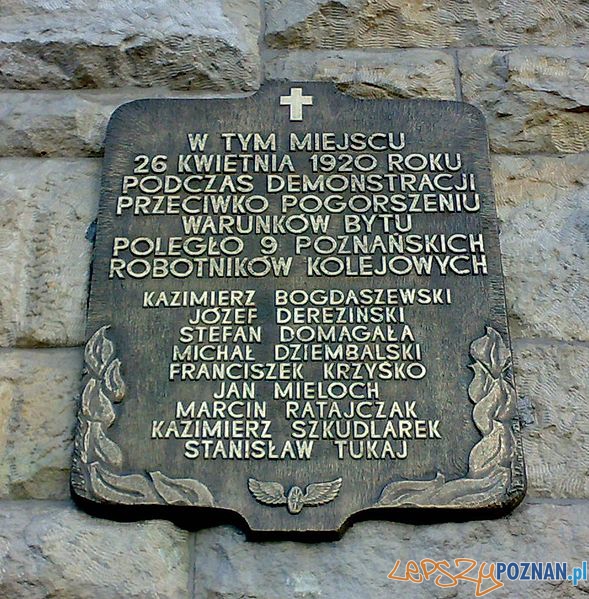 W TYM MIEJSCU
26 KWIETNIA 1920 ROKU
PODCZAS DEMONSTRACJI
PRZECIWKO POGORSZENIU
WARUNKÓW BYTU
POLEGŁO 9 POZNAŃSKICH
ROBOTNIKÓW KOLEJOWYCH
KAZIMIERZ BOGDASZEWSKI
JÓZEF DEREZIŃSKI
STEFAN DOMAGAŁA
MICHAŁ DZIEMBALSKI
FRANCISZEK KRZYŚKO
JAN MIELOCH
MARCIN RATAJCZAK
KAZIMIERZ SZKUDLAREK
STANISŁAW TUKAJ
LEPSZYPOZNAN.pl